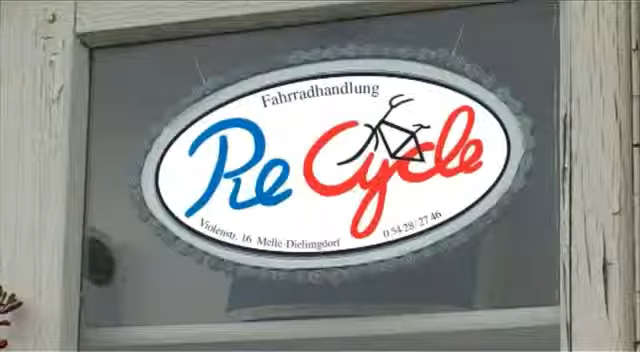 Fahrradhandlung
Re Cycle
Violenstr. 16 Melle-Dielingdorf 0 54 28/27 46